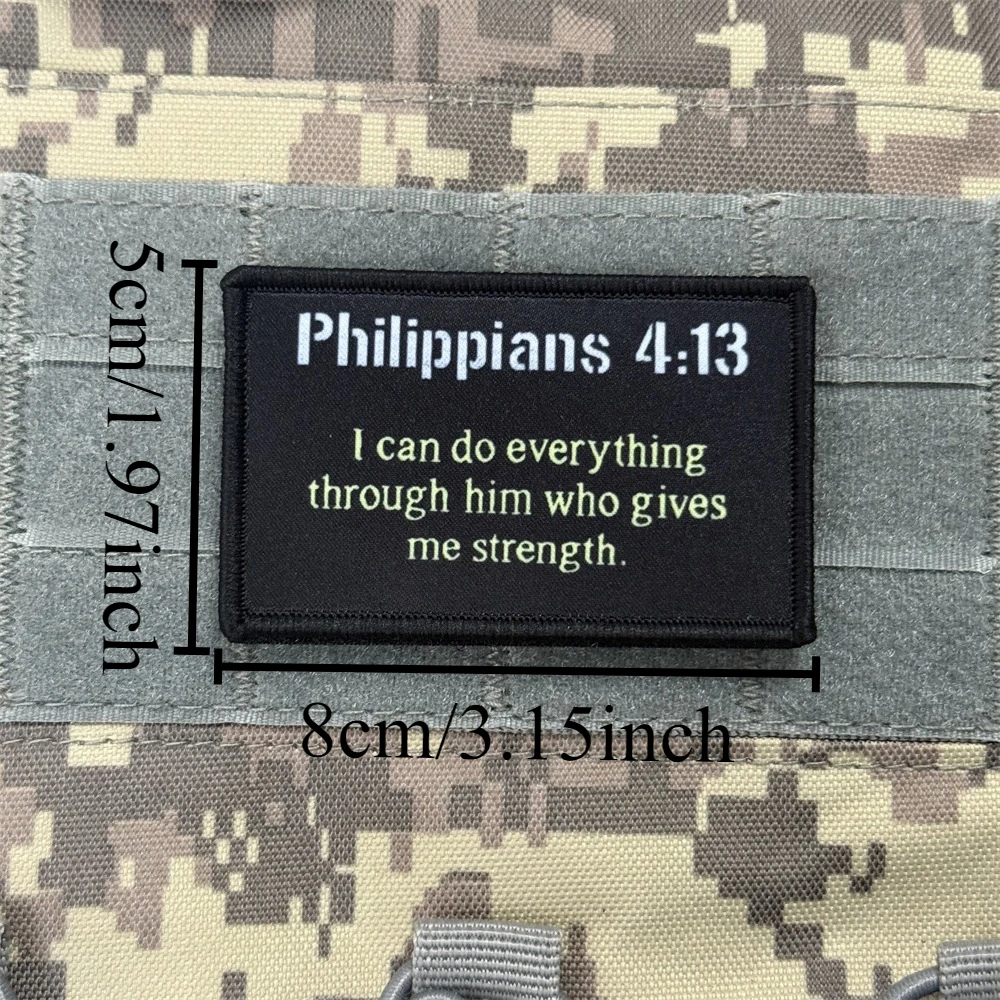 Philippians 4:13
I can do everything
through him who gives
me strength.
5cm/1.97inch
8cm/3.15inch